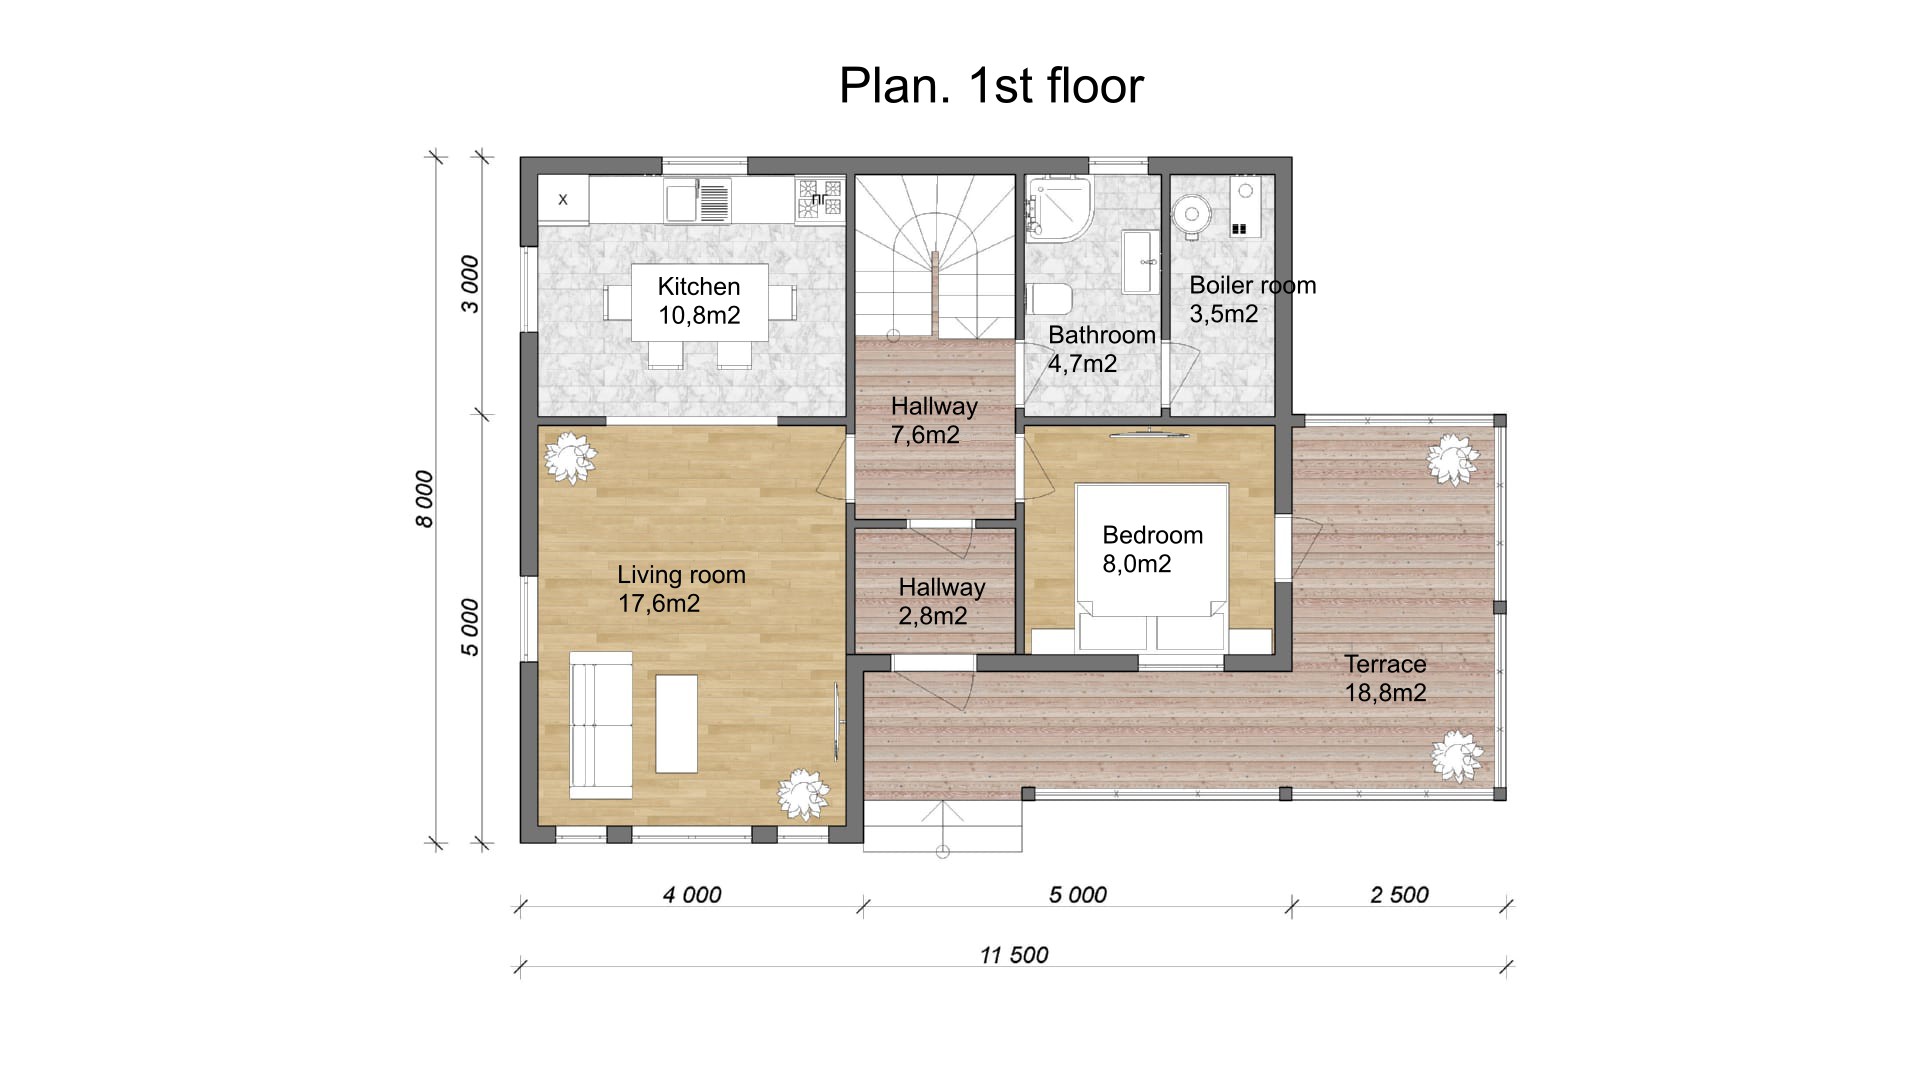 Plan. 1st floor
x
ПГ
Kitchen
10,8m2
Boiler room
3,5m2
Bathroom
4,7m2
Hallway
7,6m2
Living room
17,6m2
Hallway
2,8m2
Bedroom
8,0m2
Terrace
18,8m2
3 000
8 000
5 000
4 000
5 000
2 500
11 500